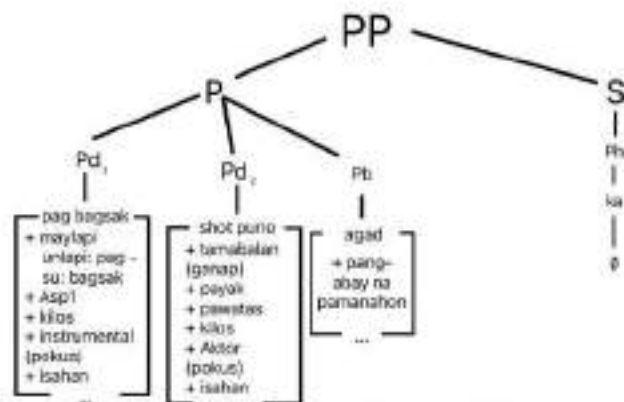 PP
P
S
Pd₁
Pd₂
Pb
Ph
pag bagsak
+ maylapi
unlapi: pag -
su: bagsak
+ Asp1
+ kilos
+ instrumental
(pokus)
+ isahan
shot puno
+ tamabalan
(ganap)
+ payak
+ pawatas
+ kilos
+ Aktor
(pokus)
+ isahan
agad
+ pang-
abay na
pamanahon
...
ka